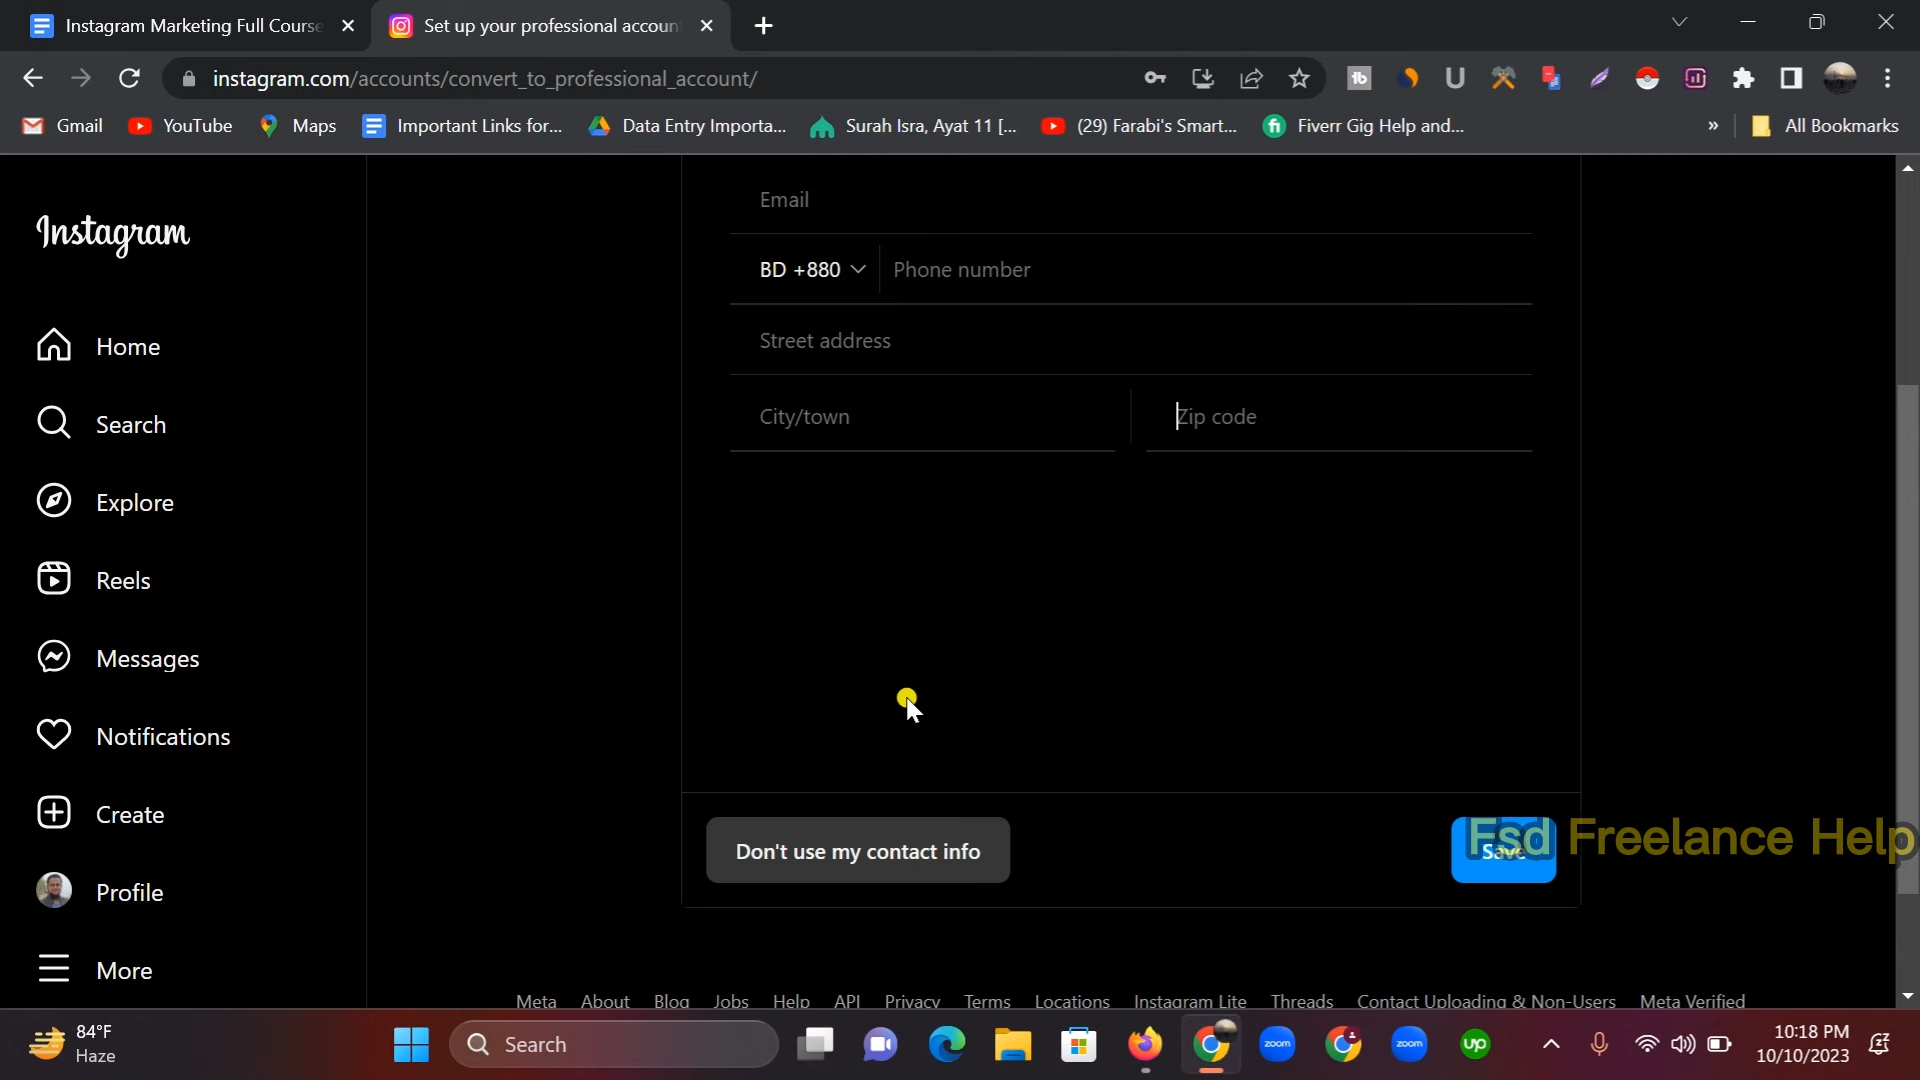 Instagram Marketing Full Course
Set up your professional accoun
instagram.com/accounts/convert_to_professional_account/
Gmail
YouTube
Maps
Important Links for...
Data Entry Importa...
Surah Isra, Ayat 11 [...
(29) Farabi's Smart...
Fiverr Gig Help and...
»
All Bookmarks
Instagram
Home
Search
Explore
Reels
Messages
Notifications
Create
Profile
More
Email
BD +880
Phone number
Street address
City/town
Zip code
Don't use my contact info
Save
Fsd Freelance Help
Meta About Blog Jobs Help API Privacy Terms Locations Instagram Lite Threads Contact Uploading & Non-Users Meta Verified
84°F
Haze
Search
zoom
zoom
up
10:18 PM
10/10/2023